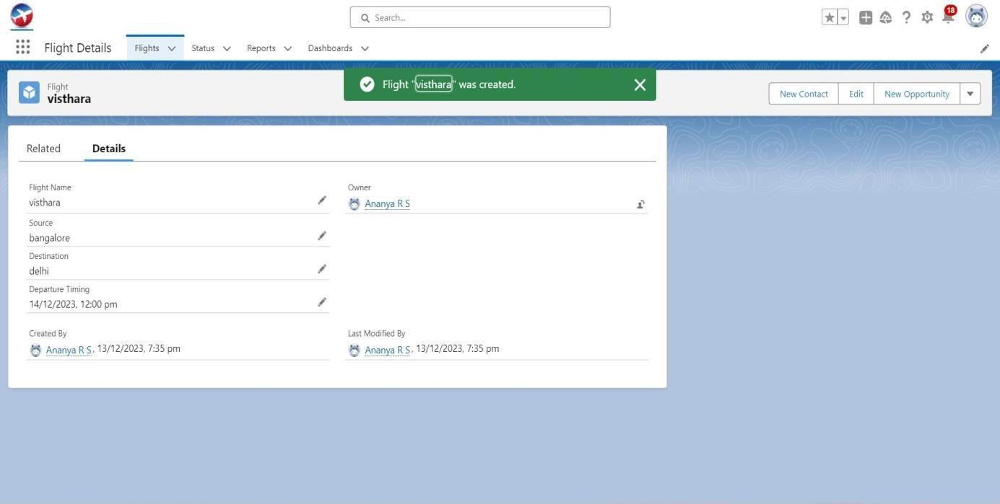 Search...
18
Flight Details
Flights
Status
Reports
Dashboards
Flight "visthara" was created.
Flight
visthara
New Contact
Edit
New Opportunity
Related
Details
Flight Name
visthara
Owner
Ananya R S
Source
bangalore
Destination
delhi
Departure Timing
14/12/2023, 12:00 pm
Created By
Ananya R S, 13/12/2023, 7:35 pm
Last Modified By
Ananya R S, 13/12/2023, 7:35 pm